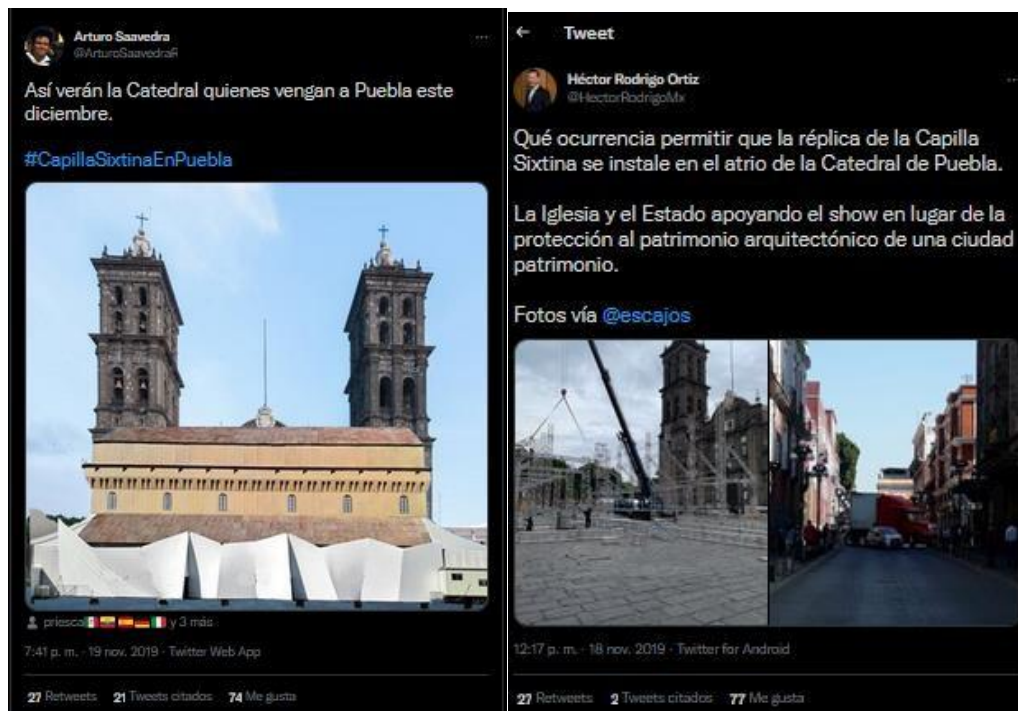 Arturo Saavedra
@ArturoSaavedraR
Así verán la Catedral quienes vengan a Puebla este
diciembre.
#CapillaSixtinaEnPuebla
priesca y 3 más
7:41 p. m. · 19 nov. 2019 · Twitter Web App
27 Retweets 21 Tweets citados 74 Me gusta
Tweet
Héctor Rodrigo Ortiz
@HectorRodrigoMx
Qué ocurrencia permitir que la réplica de la Capilla
Sixtina se instale en el atrio de la Catedral de Puebla.
La Iglesia y el Estado apoyando el show en lugar de la
protección al patrimonio arquitectónico de una ciudad
patrimonio.
Fotos vía @escajos
12:17 p. m. · 18 nov. 2019 · Twitter for Android
27 Retweets 2 Tweets citados 77 Me gusta